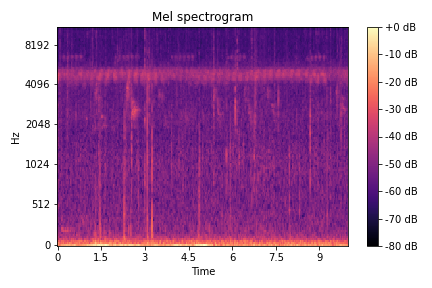 Mel spectrogram
+0 dB
8192
-10 dB
4096
-20 dB
-30 dB
2048
Hz
-40 dB
1024
-50 dB
512
-60 dB
-70 dB
0
-80 dB
0 1.5 3 4.5 6 7.5 9
Time